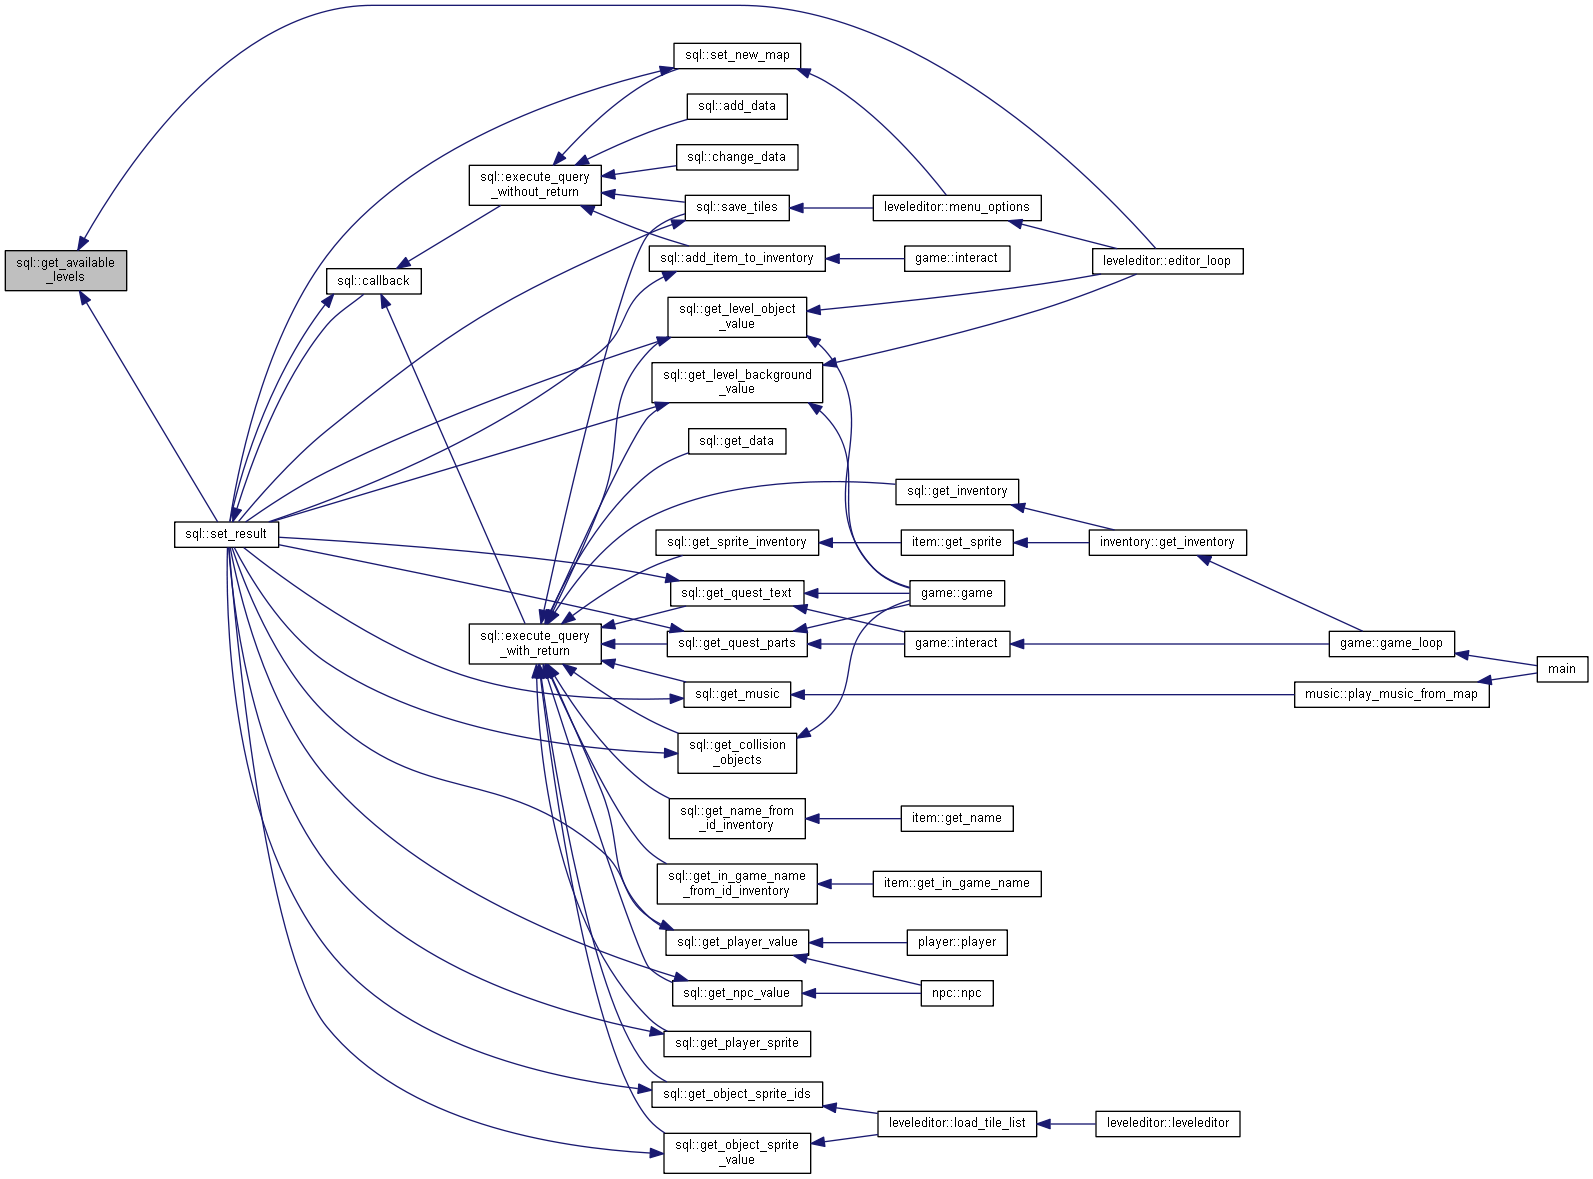 sql::set_new_map
sql::add_data
sql::change_data
sql::execute_query
_without_return
sql::save_tiles
leveleditor::menu_options
sql::get_available
_levels
sql::callback
sql::add_item_to_inventory
game::interact
leveleditor::editor_loop
sql::get_level_object
_value
sql::get_level_background
_value
sql::get_data
sql::get_inventory
sql::set_result
sql::get_sprite_inventory
item::get_sprite
inventory::get_inventory
sql::get_quest_text
game::game
sql::execute_query
_with_return
sql::get_quest_parts
game::interact
game::game_loop
main
sql::get_music
music::play_music_from_map
sql::get_collision
_objects
sql::get_name_from
_id_inventory
item::get_name
sql::get_in_game_name
_from_id_inventory
item::get_in_game_name
sql::get_player_value
player::player
sql::get_npc_value
npc::npc
sql::get_player_sprite
sql::get_object_sprite_ids
leveleditor::load_tile_list
leveleditor::leveleditor
sql::get_object_sprite
_value